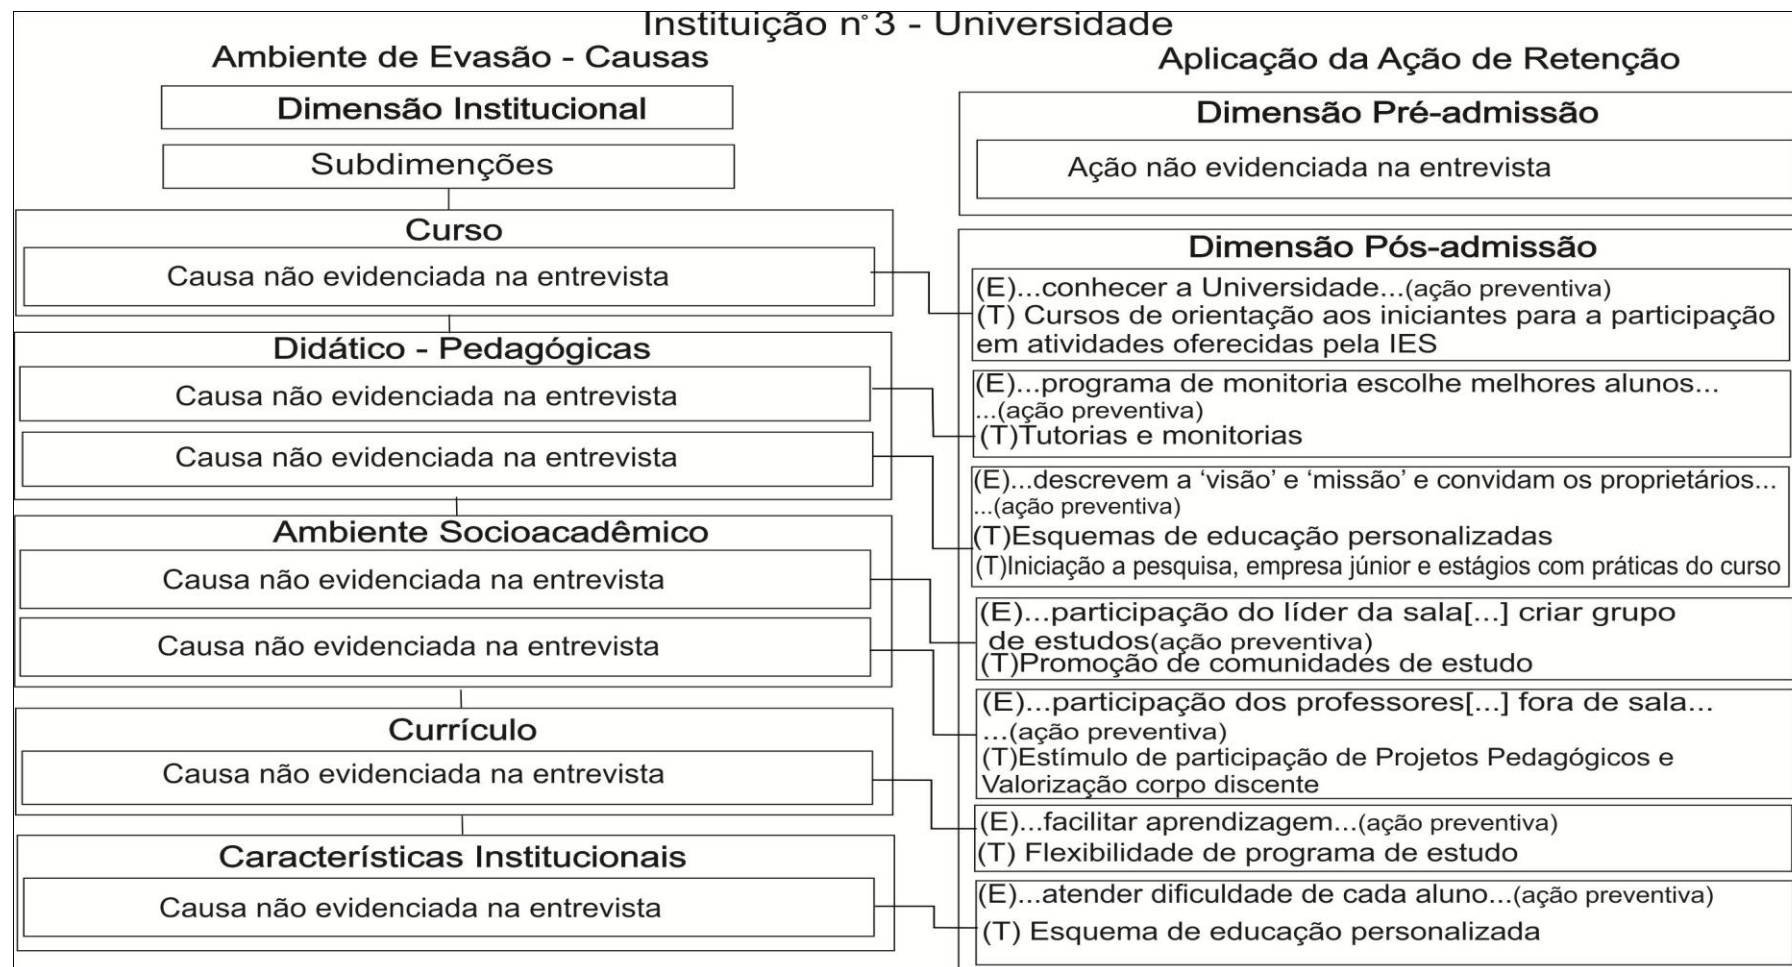 Instituição n°3 - Universidade
Ambiente de Evasão - Causas
Dimensão Institucional
Subdimenções
Curso
Causa não evidenciada na entrevista
Didático - Pedagógicas
Causa não evidenciada na entrevista
Causa não evidenciada na entrevista
Ambiente Socioacadêmico
Causa não evidenciada na entrevista
Causa não evidenciada na entrevista
Currículo
Causa não evidenciada na entrevista
Características Institucionais
Causa não evidenciada na entrevista
Aplicação da Ação de Retenção
Dimensão Pré-admissão
Ação não evidenciada na entrevista
Dimensão Pós-admissão
(E)...conhecer a Universidade...(ação preventiva)
(T) Cursos de orientação aos iniciantes para a participação
em atividades oferecidas pela IES
(E)...programa de monitoria escolhe melhores alunos...
...(ação preventiva)
(T)Tutorias e monitorias
(E)...descrevem a ‘visão’ e ‘missão’ e convidam os proprietários...
...(ação preventiva)
(T)Esquemas de educação personalizadas
(T)Iniciação a pesquisa, empresa júnior e estágios com práticas do curso
(E)...participação do líder da sala[...] criar grupo
de estudos(ação preventiva)
(T)Promoção de comunidades de estudo
(E)...participação dos professores[...] fora de sala...
...(ação preventiva)
(T)Estímulo de participação de Projetos Pedagógicos e
Valorização corpo discente
(E)...facilitar aprendizagem...(ação preventiva)
(T) Flexibilidade de programa de estudo
(E)...atender dificuldade de cada aluno...(ação preventiva)
(T) Esquema de educação personalizada